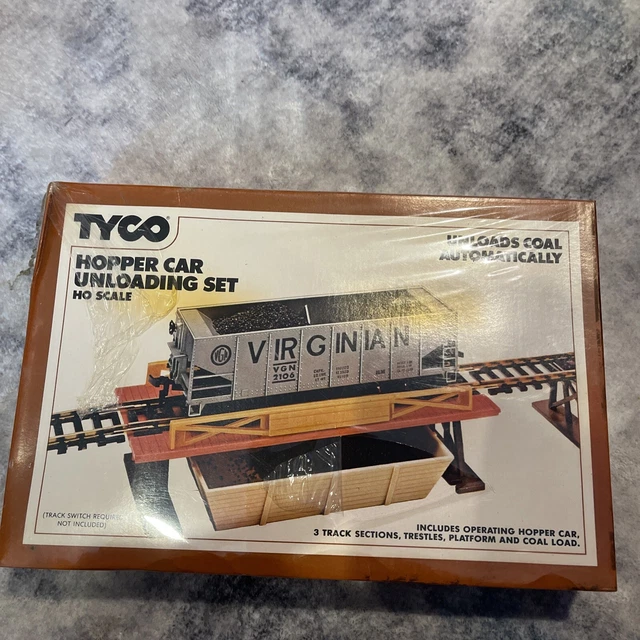 TYCO
HOPPER CAR
UNLOADING SET
HO SCALE
UNLOADS COAL
AUTOMATICALLY
VIRGINIAN
VGN
2106
(TRACK SWITCH
NOT INCLUDED)
INCLUDES OPERATING HOPPER CAR,
3 TRACK SECTIONS, TRESTLES, PLATFORM AND COAL LOAD.